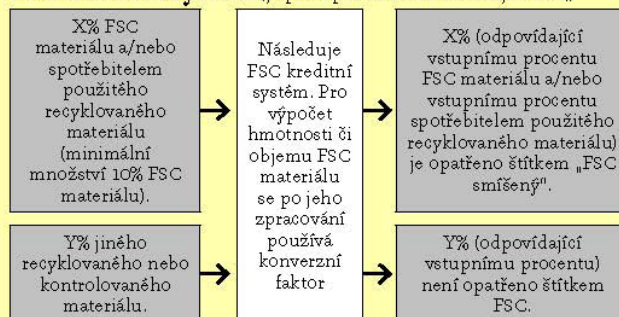 X% FSC
materiálu a/nebo
spotřebitelem
použitého
recyklovaného
materiálu
(minimální
množství 10% FSC
materiálu).
Následuje
FSC kreditní
systém. Pro
výpočet
hmotnosti či
objemu FSC
materiálu
se po jeho
zpracování
používá
konverzní
faktor
X% (odpovídající
vstupnímu procentu
FSC materiálu a/nebo
vstupnímu procentu
spotřebitelem použitého
recyklovaného materiálu)
je opatřeno štítkem „FSC
smíšený“.
Y% jiného
recyklovaného nebo
kontrolovaného
materiálu.
Y% (odpovídající
vstupnímu procentu)
není opatřeno štítkem
FSC.